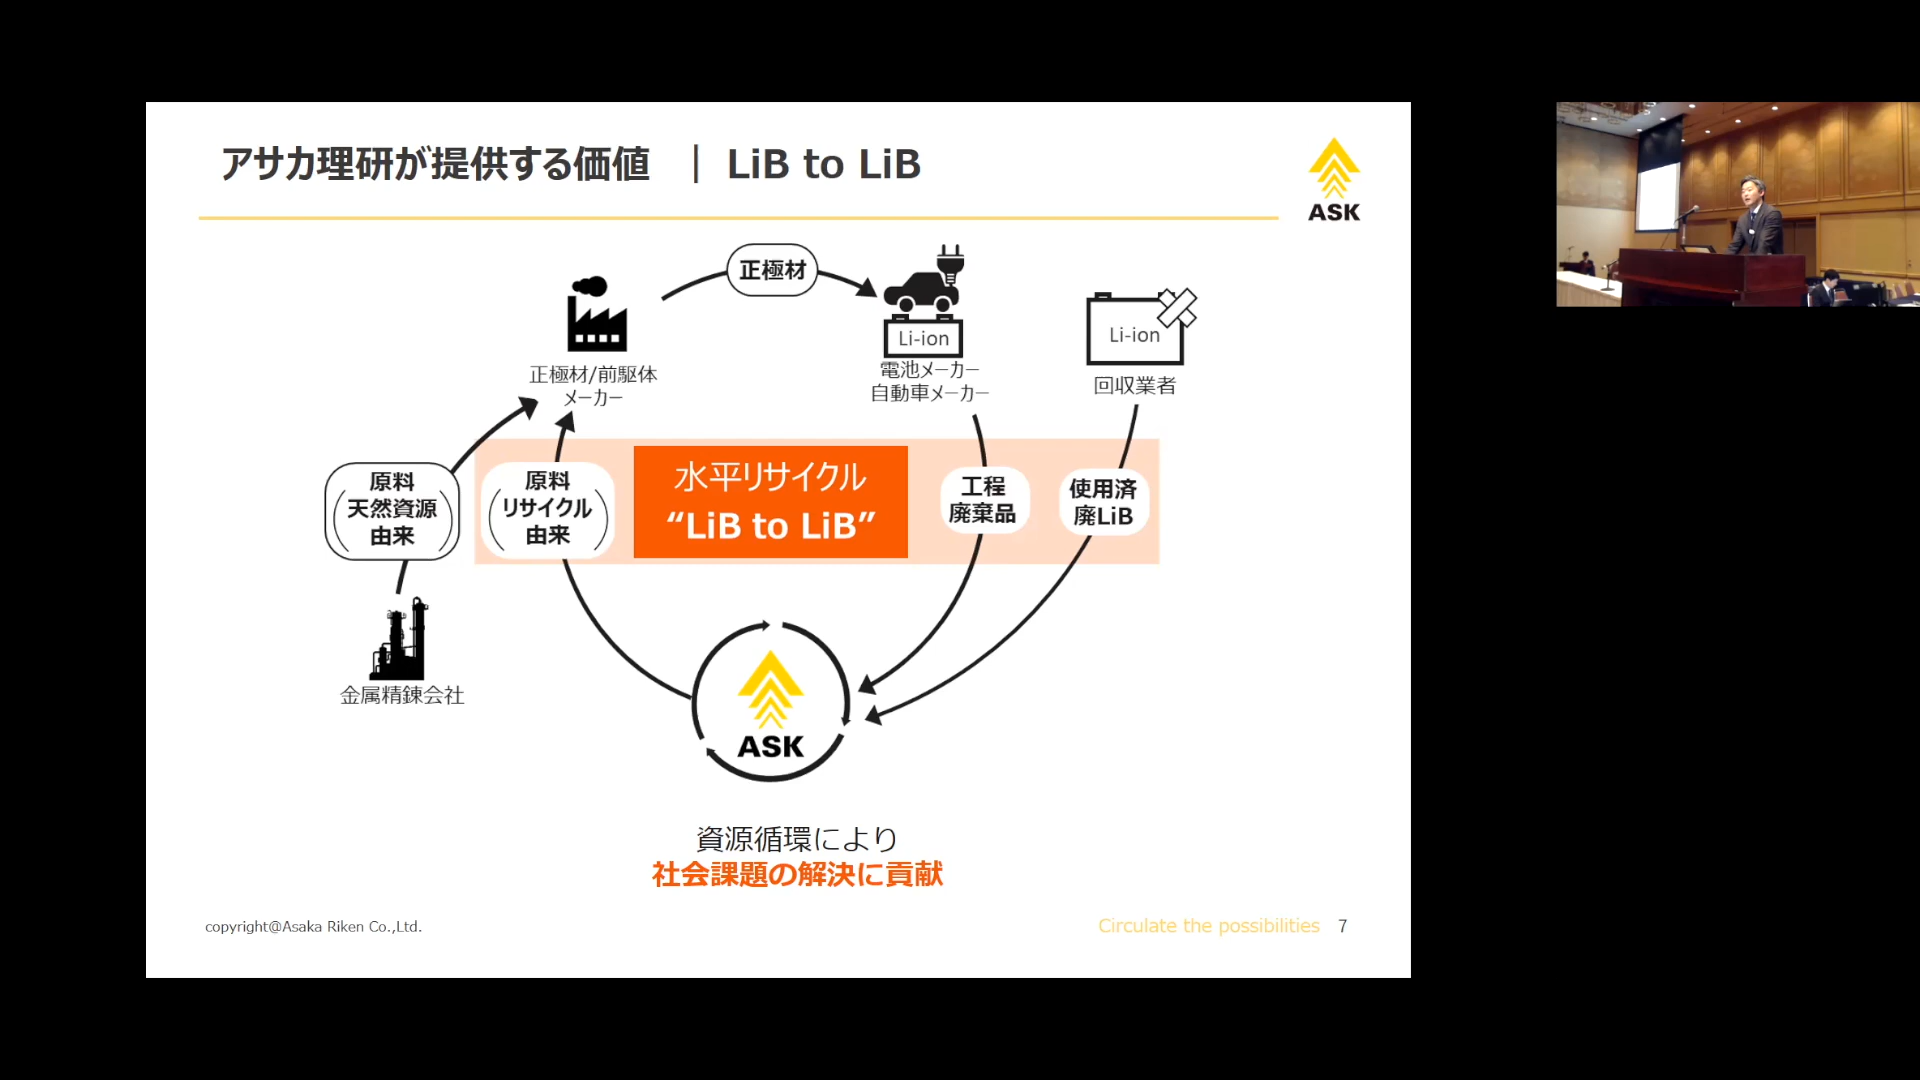 アサカ理研が提供する価値 | LiB to LiB
ASK
正極材
Li-ion
Li-ion
正極材/前駆体
メーカー
電池メーカー
自動車メーカー
回収業者
原料
(天然資源
由来)
原料
(リサイクル
由来)
水平リサイクル
“LiB to LiB”
工程
廃棄品
使用済
廃LiB
金属精錬会社
ASK
資源循環により
社会課題の解決に貢献
copyright@Asaka Riken Co.,Ltd.
Circulate the possibilities 7